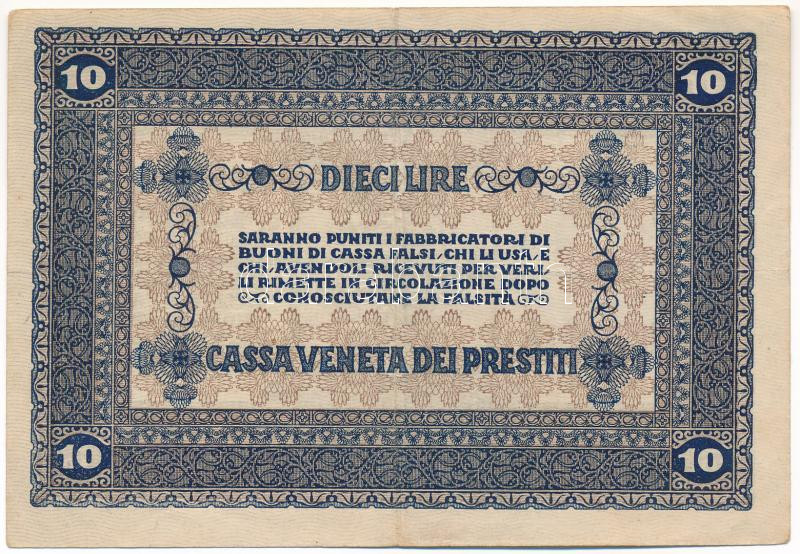 10 10
DIECI LIRE
SARANNO PUNITI I FABBRICATORI DI
BUONI DI CASSA FALSI, CHI LI USA, E
CHI, AVENDOLI RICEVUTI PER VERI,
LI RIMETTE IN CIRCOLAZIONE DOPO
CONOSCIUTANE LA FALSITÀ
CASSA VENETA DEI PRESTITI
10 10